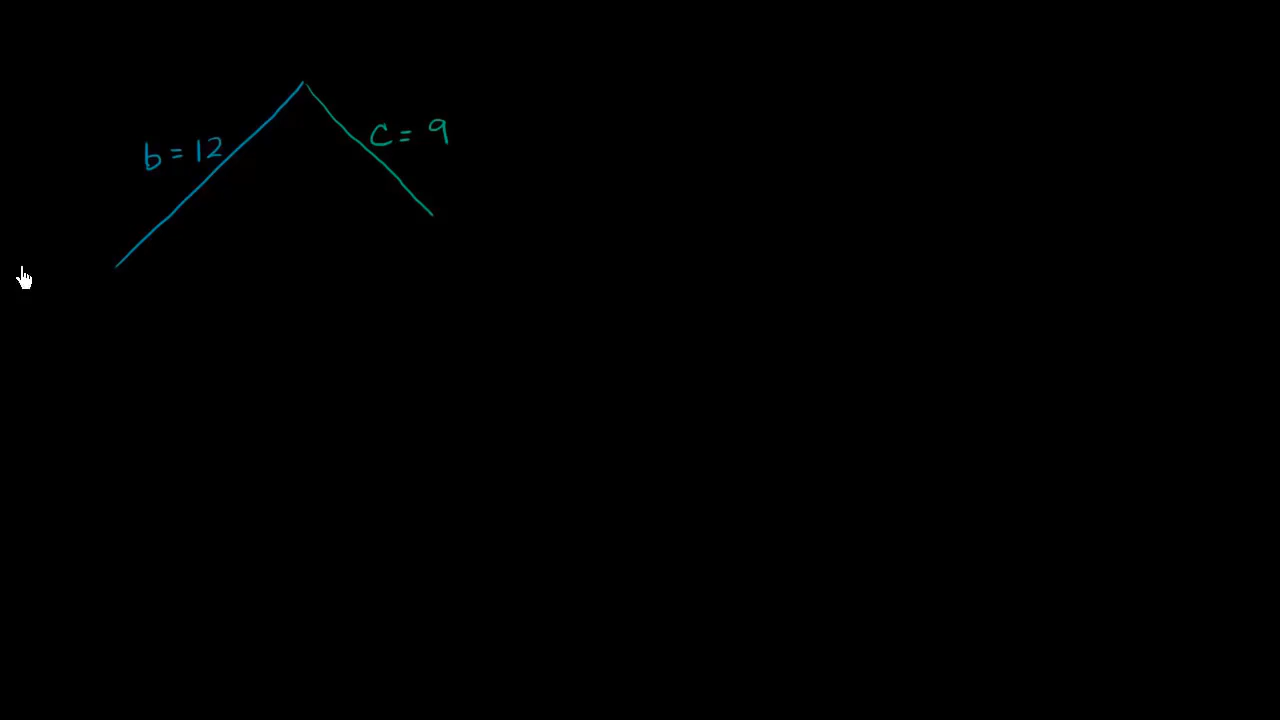 b = 12
c = 9